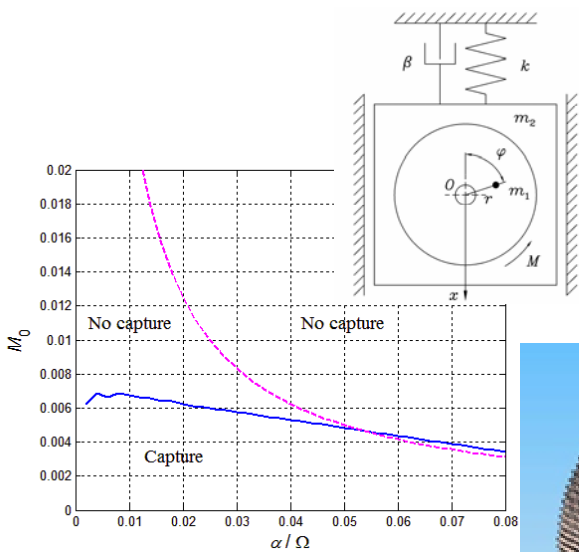 β
k
m₂
φ
O
m₁
r
M
x
0.02
0.018
0.016
0.014
0.012
0.01
0.008
0.006
0.004
0.002
0
M₀
No capture
No capture
Capture
0
0.01
0.02
0.03
0.04
0.05
0.06
0.07
0.08
α / Ω